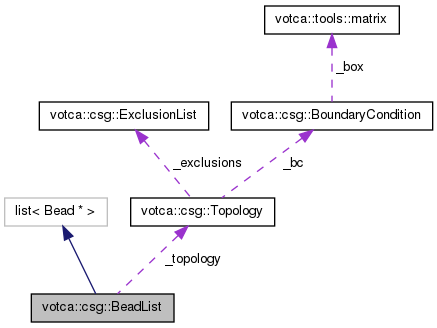 votca::tools::matrix
_box
votca::csg::ExclusionList
votca::csg::BoundaryCondition
_exclusions
_bc
list< Bead * >
votca::csg::Topology
_topology
votca::csg::BeadList